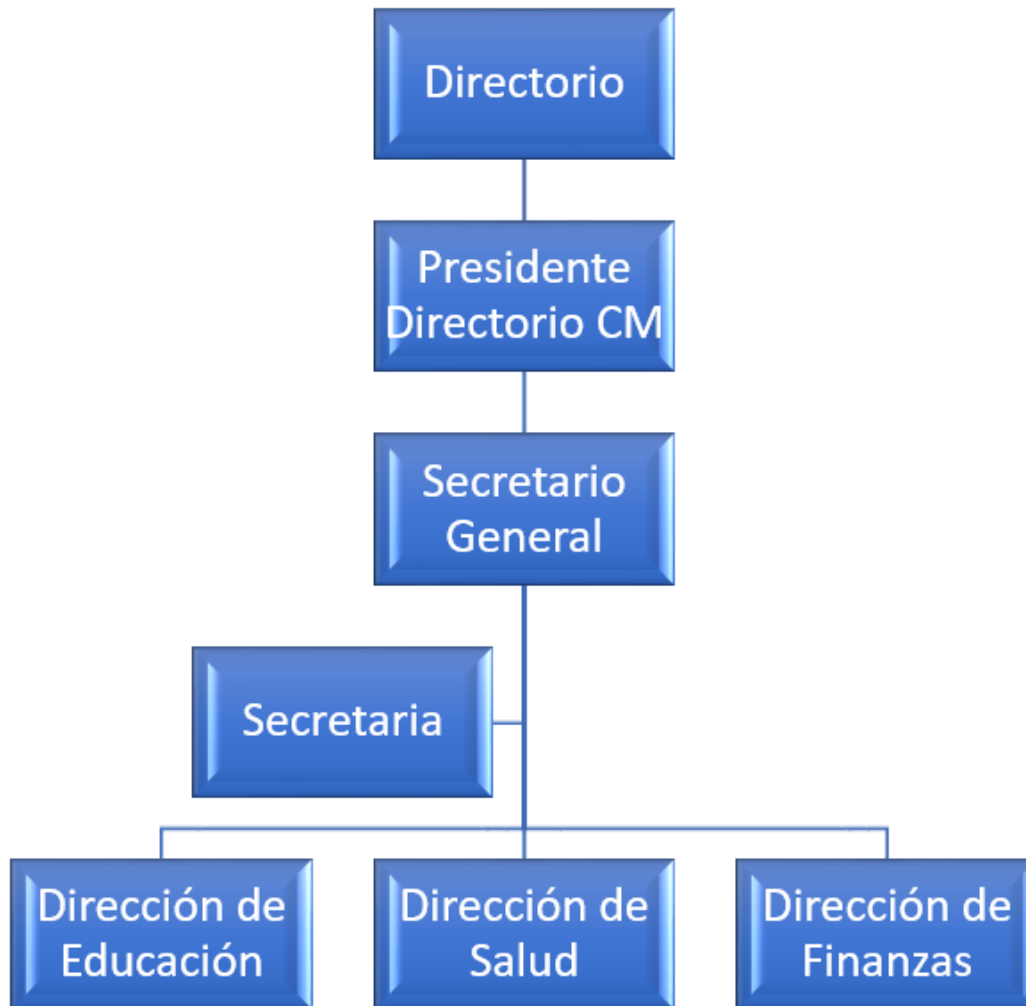 Directorio
Presidente
Directorio CM
Secretario
General
Secretaria
Dirección de
Educación
Dirección de
Salud
Dirección de
Finanzas